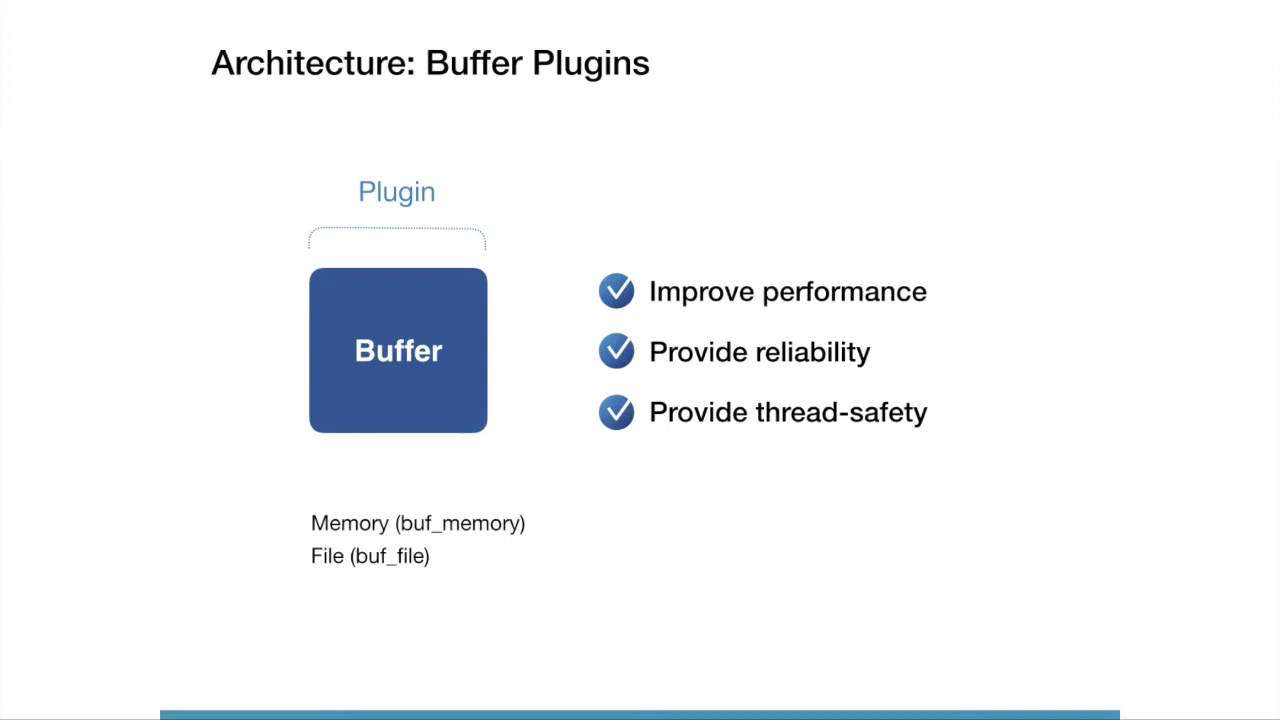 Architecture: Buffer Plugins
Plugin
Buffer
Improve performance
Provide reliability
Provide thread-safety
Memory (buf_memory)
File (buf_file)